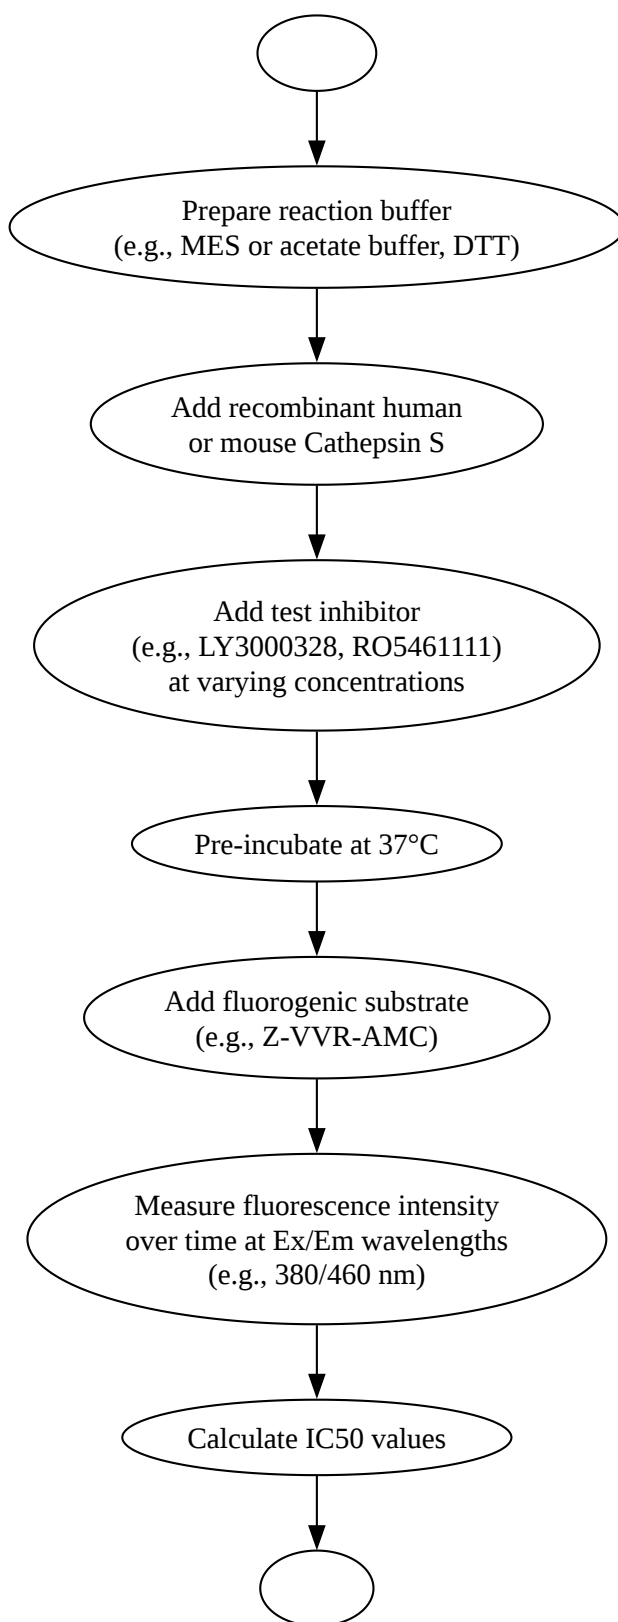 Prepare reaction buffer
(e.g., MES or acetate buffer, DTT)
Add recombinant human
or mouse Cathepsin S
Add test inhibitor
(e.g., LY3000328, RO5461111)
at varying concentrations
Pre-incubate at 37°C
Add fluorogenic substrate
(e.g., Z-VVR-AMC)
Measure fluorescence intensity
over time at Ex/Em wavelengths
(e.g., 380/460 nm)
Calculate IC50 values